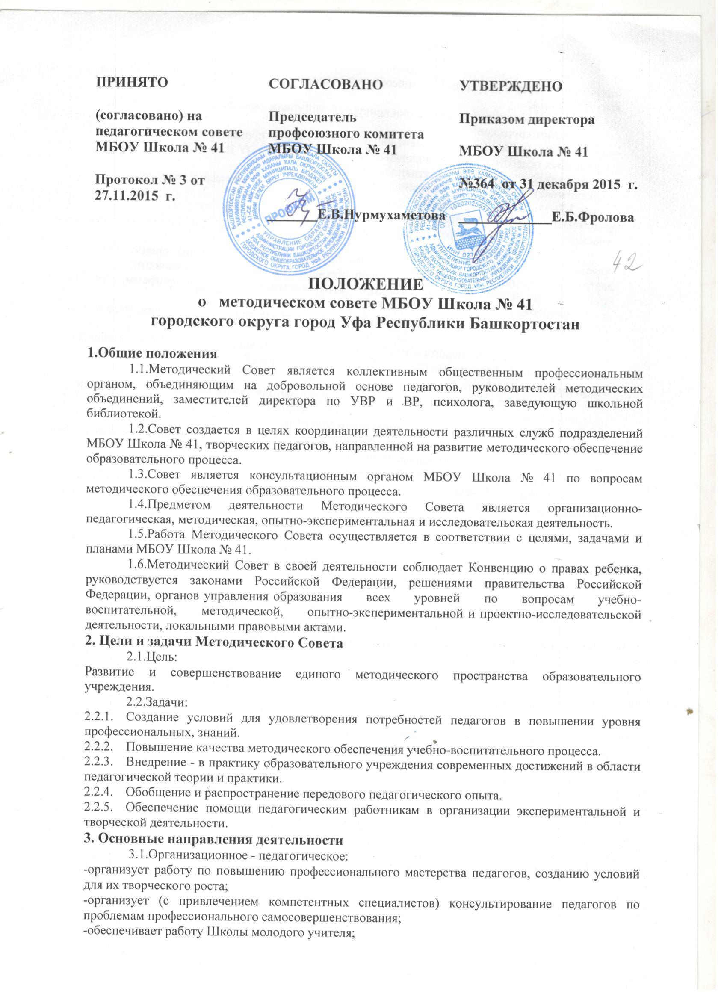 ПРИНЯТО
(согласовано) на
педагогическом совете
МБОУ Школа № 41
Протокол № 3 от
27.11.2015 г.
СОГЛАСОВАНО
Председатель
профсоюзного комитета
МБОУ Школа № 41
ПРОФКОМ
Е.В.Нурмухаметова
УТВЕРЖДЕНО
Приказом директора
МБОУ Школа № 41
№364 от 31 декабря 2015 г.
Е.Б.Фролова
42
ПОЛОЖЕНИЕ
о методическом совете МБОУ Школа № 41
городского округа город Уфа Республики Башкортостан
1.Общие положения
1.1.Методический Совет является коллективным общественным профессиональным
органом, объединяющим на добровольной основе педагогов, руководителей методических
объединений, заместителей директора по УВР и ВР, психолога, заведующую школьной
библиотекой.
1.2.Совет создается в целях координации деятельности различных служб подразделений
МБОУ Школа № 41, творческих педагогов, направленной на развитие методического обеспечение
образовательного процесса.
1.3.Совет является консультационным органом МБОУ Школа № 41 по вопросам
методического обеспечения образовательного процесса.
1.4.Предметом деятельности Методического Совета является организационно-
педагогическая, методическая, опытно-экспериментальная и исследовательская деятельность.
1.5.Работа Методического Совета осуществляется в соответствии с целями, задачами и
планами МБОУ Школа № 41.
1.6.Методический Совет в своей деятельности соблюдает Конвенцию о правах ребенка,
руководствуется законами Российской Федерации, решениями правительства Российской
Федерации, органов управления образования всех уровней по вопросам учебно-
воспитательной, методической, опытно-экспериментальной и проектно-исследовательской
деятельности, локальными правовыми актами.
2. Цели и задачи Методического Совета
2.1.Цель:
Развитие и совершенствование единого методического пространства образовательного
учреждения.
2.2.Задачи:
2.2.1. Создание условий для удовлетворения потребностей педагогов в повышении уровня
профессиональных, знаний.
2.2.2. Повышение качества методического обеспечения учебно-воспитательного процесса.
2.2.3. Внедрение - в практику образовательного учреждения современных достижений в области
педагогической теории и практики.
2.2.4. Обобщение и распространение передового педагогического опыта.
2.2.5. Обеспечение помощи педагогическим работникам в организации экспериментальной и
творческой деятельности.
3. Основные направления деятельности
3.1.Организационное - педагогическое:
-организует работу по повышению профессионального мастерства педагогов, созданию условий
для их творческого роста;
-организует (с привлечением компетентных специалистов) консультирование педагогов по
проблемам профессионального самосовершенствования;
-обеспечивает работу Школы молодого учителя;